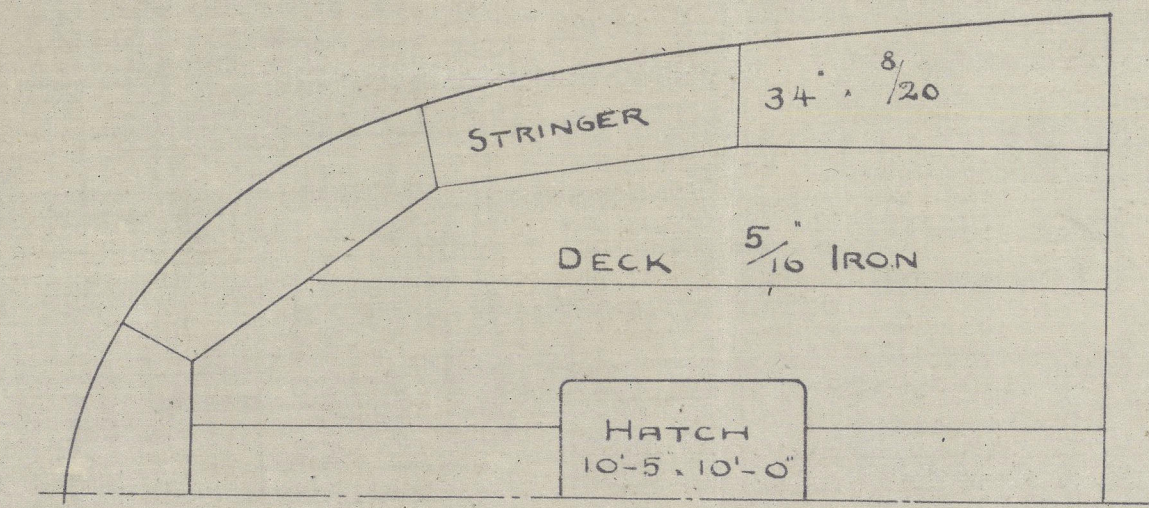 STRINGER 34" . 8/20
DECK 5/16" IRON
HATCH
10'-5 . 10'-0"